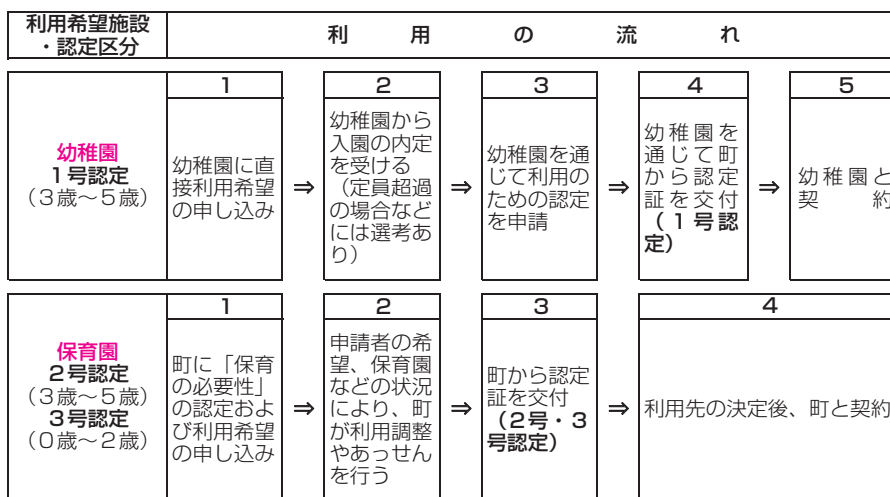 利用希望施設
・認定区分
利用の流れ
幼稚園
1号認定
（3歳～5歳）
1
幼稚園に直
接利用希望
の申し込み
⇒
2
幼稚園から
入園の内定
を受ける
（定員超過
の場合など
には選考あ
り）
⇒
3
幼稚園を通
じて利用の
ための認定
を申請
⇒
4
幼稚園を
通じて町
から認定
証を交付
（1号認
定）
⇒
5
幼稚園と
契約
保育園
2号認定
（3歳～5歳）
3号認定
（0歳～2歳）
1
町に「保育
の必要性」
の認定およ
び利用希望
の申し込み
⇒
2
申請者の希
望、保育園
などの状況
により、町
が利用調整
やあっせん
を行う
⇒
3
町から認定
証を交付
（2号・3
号認定）
⇒
4
利用先の決定後、町と契約